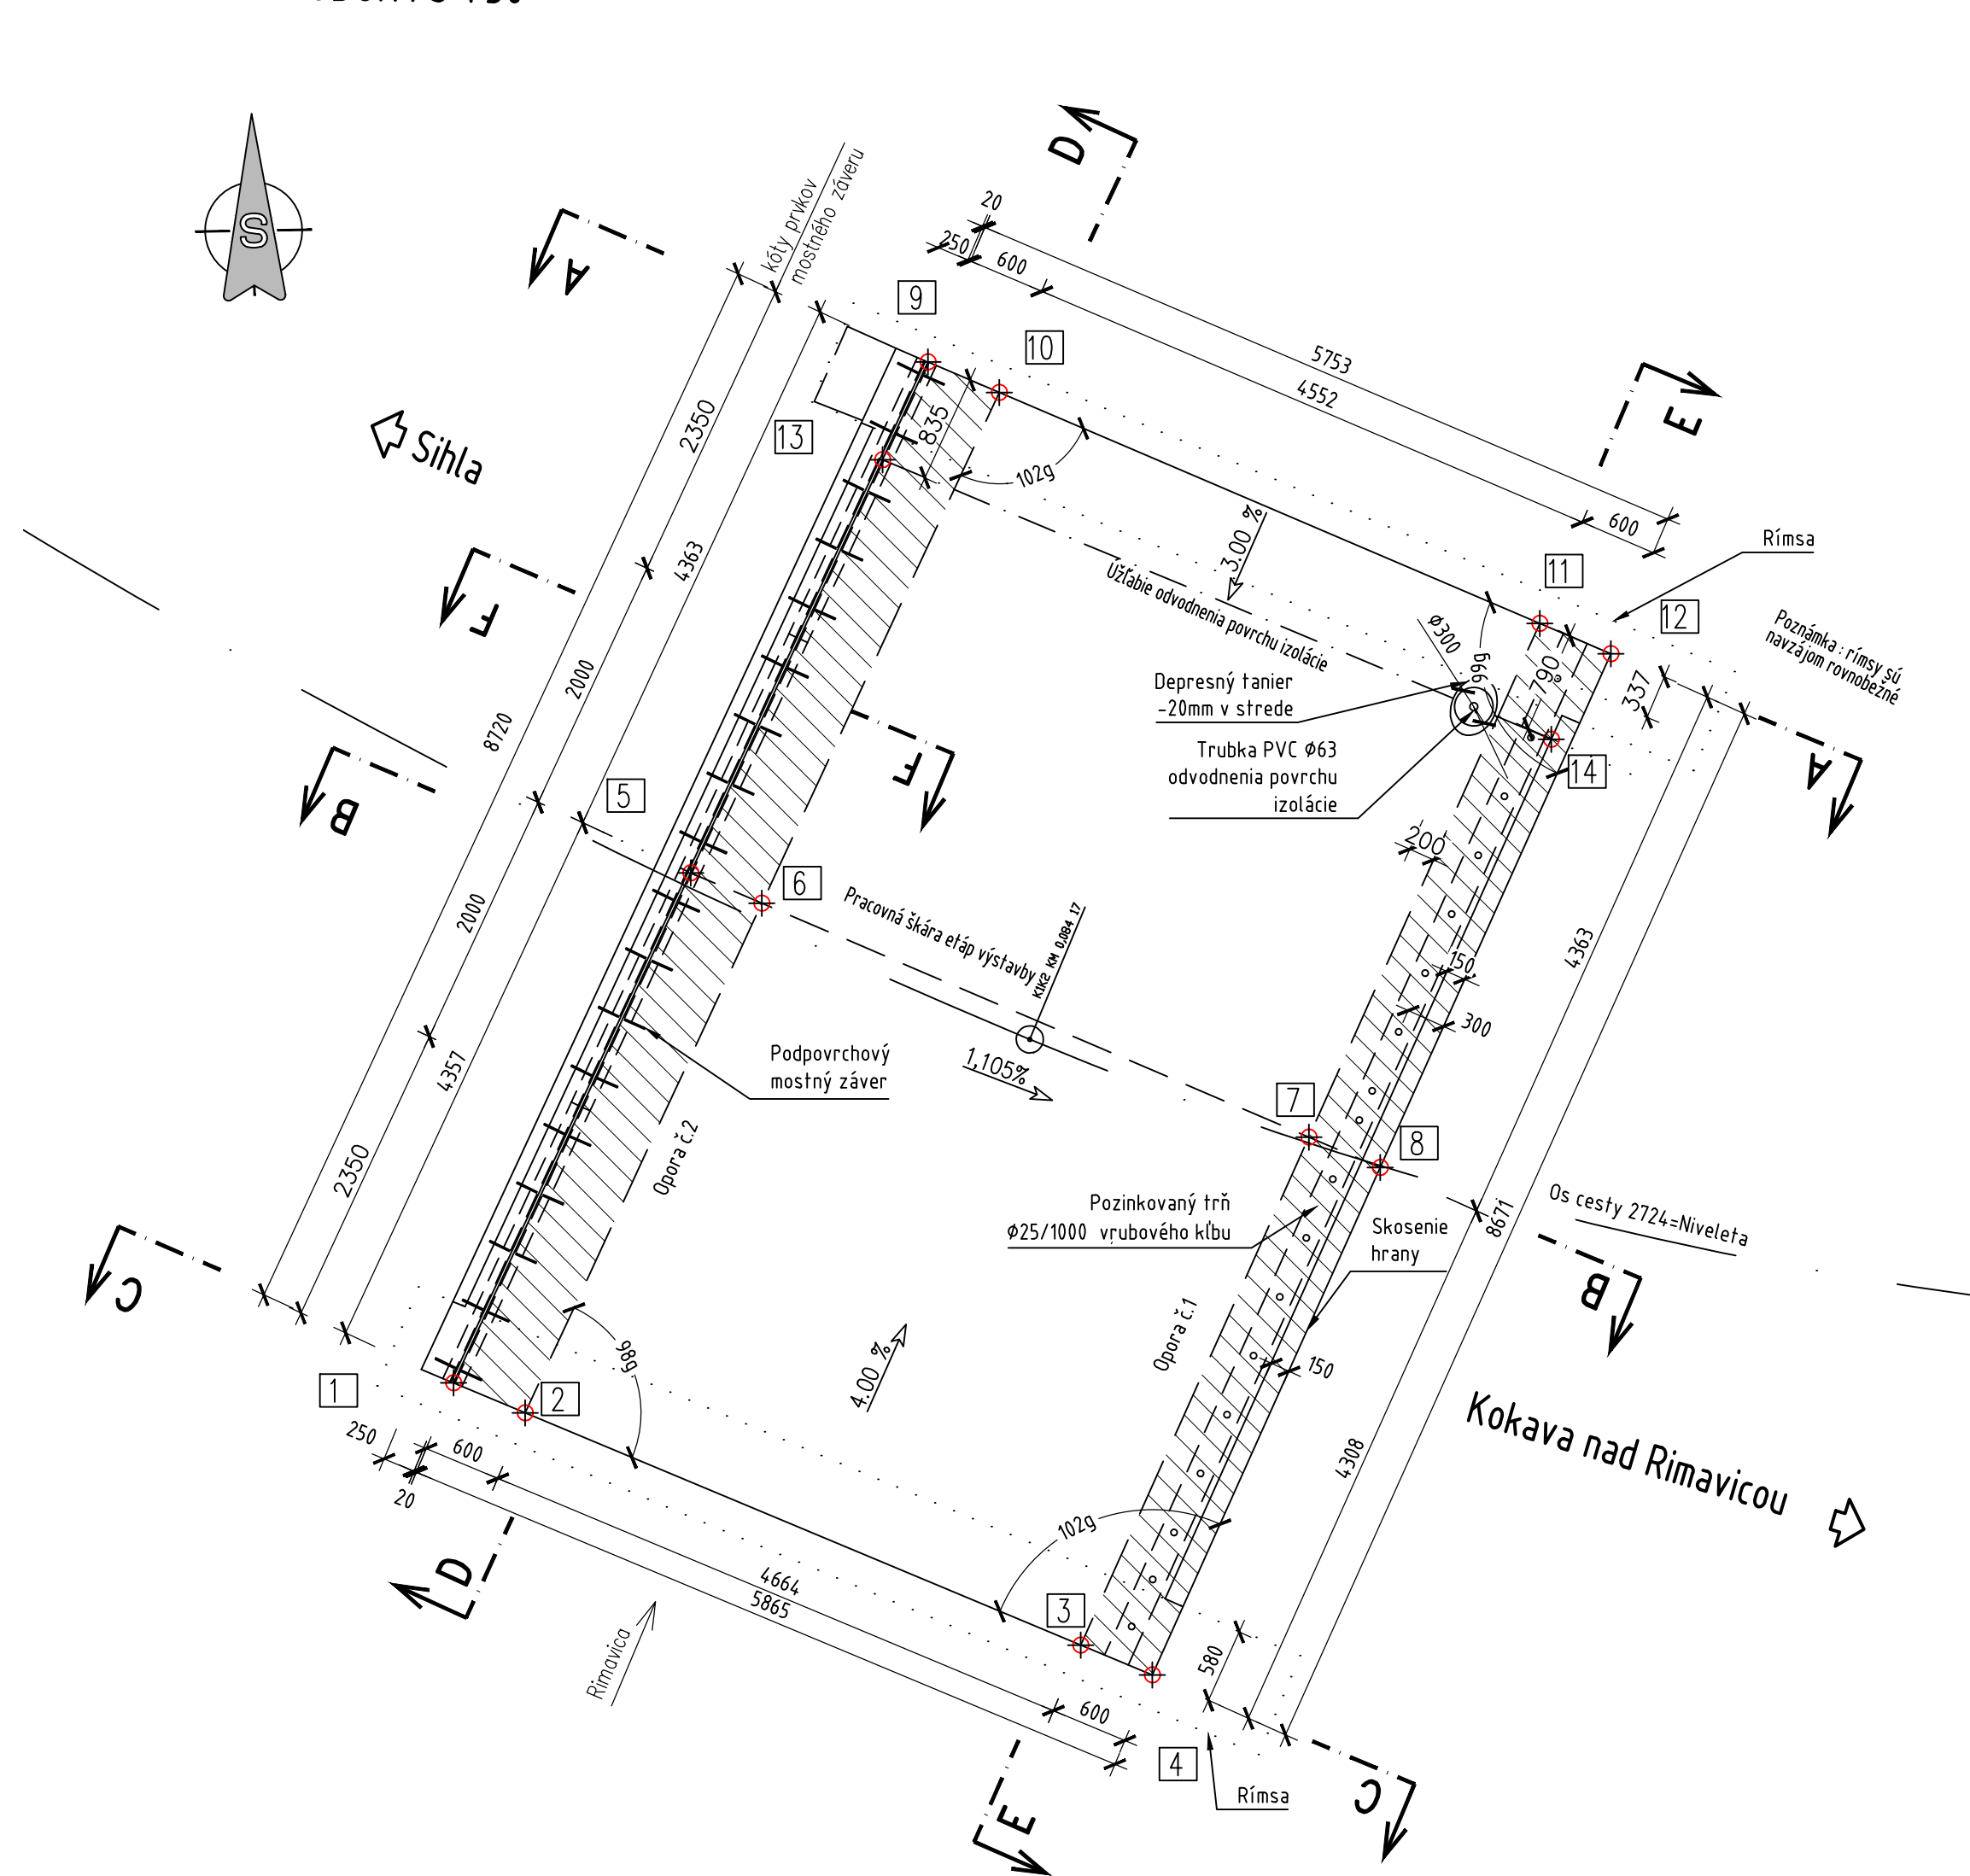 D
20
S
kóty prvkov
mostného záveru
250
600
A
9
10
5753
4552
E
2350
13
835
Sihla
102g
600
Rímsa
3.00 %
4363
11
12
Užľabie odvodnenia povrchu izolácie
Φ300
Poznámka : rímsy sú
navzájom rovnobežné
F
99g
790
337
2000
Depresný tanier
-20mm v strede
8720
Trubka PVC Φ63
odvodnenia povrchu
izolácie
14
A
F
5
B
200
6
Pracovná škára etáp výstavby
K1K2 KM 0,084 17
2000
4363
150
300
Podpovrchový
mostný záver
1,105%
4357
7
8
Opora č.2
2350
Pozinkovaný tŕň
Φ25/1000 vrubového kĺbu
Skosenie
hrany
8671
Os cesty 2724=Niveleta
C
B
98g
Opora č.1
4.00 %
150
1
2
Kokava nad Rimavicou
250
600
4308
20
102g
D
4664
5865
3
Rimavica
580
600
4
Rímsa
C
E